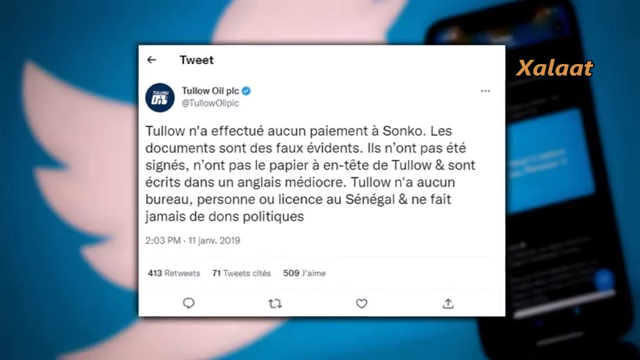 Tweet
Xalaat
TULLOW
OIL
Tullow Oil plc
@TullowOilplc
Tullow n'a effectué aucun paiement à Sonko. Les
documents sont des faux évidents. Ils n'ont pas été
signés, n'ont pas le papier à en-tête de Tullow & sont
écrits dans un anglais médiocre. Tullow n'a aucun
bureau, personne ou licence au Sénégal & ne fait
jamais de dons politiques
2:03 PM · 11 janv. 2019
413 Retweets 71 Tweets cités 509 J'aime